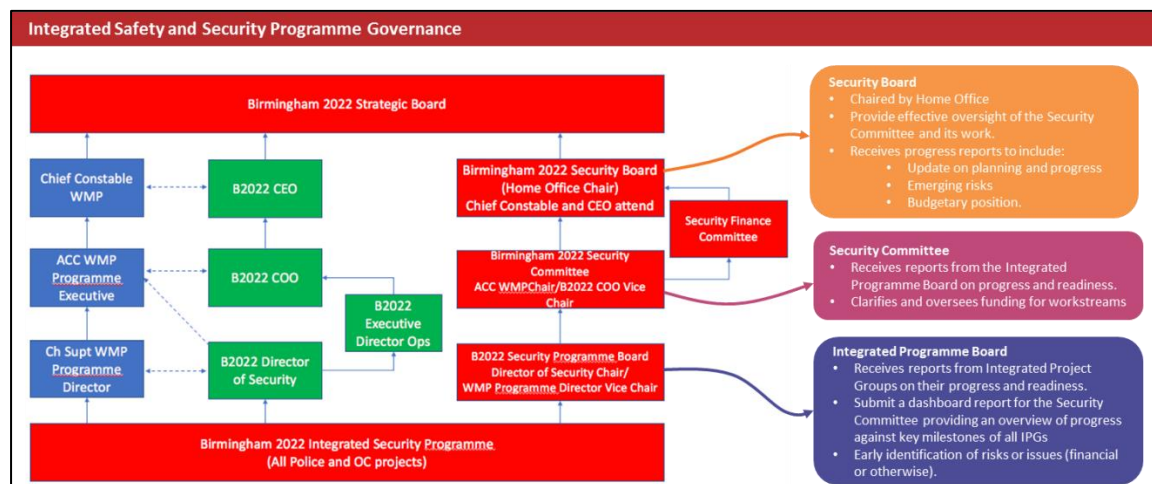 Integrated Safety and Security Programme Governance
Birmingham 2022 Strategic Board
Chief Constable
WMP
B2022 CEO
Birmingham 2022 Security Board
(Home Office Chair)
Chief Constable and CEO attend
Security Finance
Committee
ACC WMP
Programme
Executive
B2022 COO
Birmingham 2022 Security
Committee
ACC WMPChair/B2022 COO Vice
Chair
B2022
Executive
Director Ops
Ch Supt WMP
Programme
Director
B2022 Director
of Security
B2022 Security Programme Board
Director of Security Chair/
WMP Programme Director Vice Chair
Birmingham 2022 Integrated Security Programme
(All Police and OC projects)
Security Board
• Chaired by Home Office
• Provide effective oversight of the Security
Committee and its work.
• Receives progress reports to include:
• Update on planning and progress
• Emerging risks
• Budgetary position.
Security Committee
• Receives reports from the Integrated
Programme Board on progress and readiness.
• Clarifies and oversees funding for workstreams
Integrated Programme Board
• Receives reports from Integrated Project
Groups on their progress and readiness.
• Submit a dashboard report for the Security
Committee providing an overview of progress
against key milestones of all IPGs
• Early identification of risks or issues (financial
or otherwise).